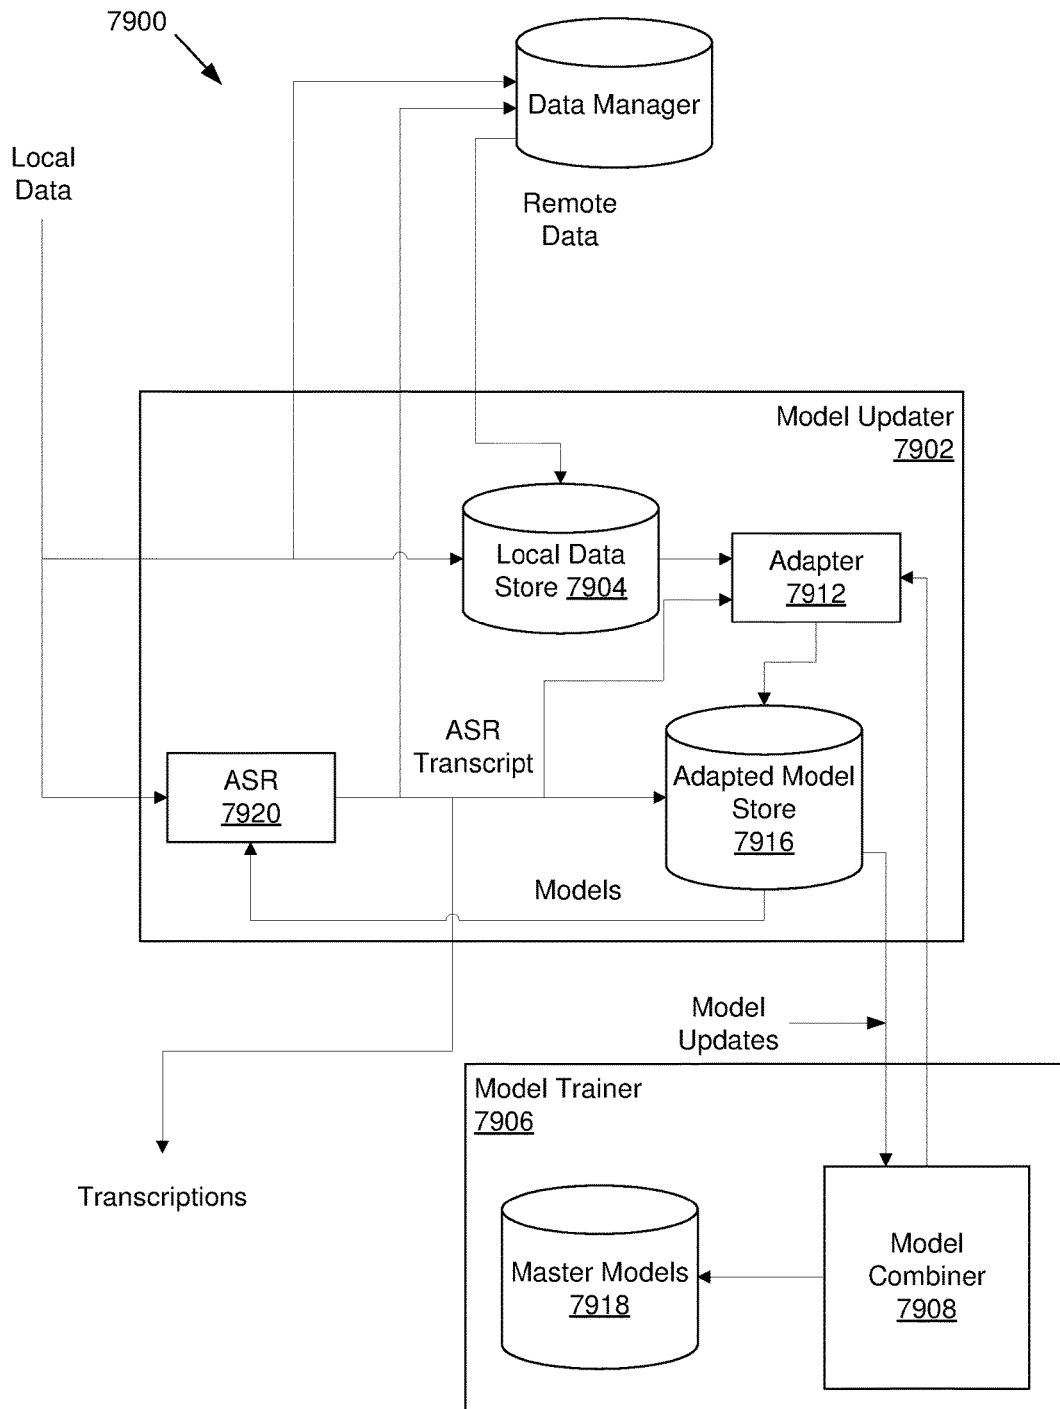 7900
Data Manager
Local
Data
Remote
Data
Model Updater
7902
Local Data
Store 7904
Adapter
7912
ASR
Transcript
ASR
7920
Adapted Model
Store
7916
Models
Model
Updates
Model Trainer
7906
Transcriptions
Master Models
7918
Model
Combiner
7908